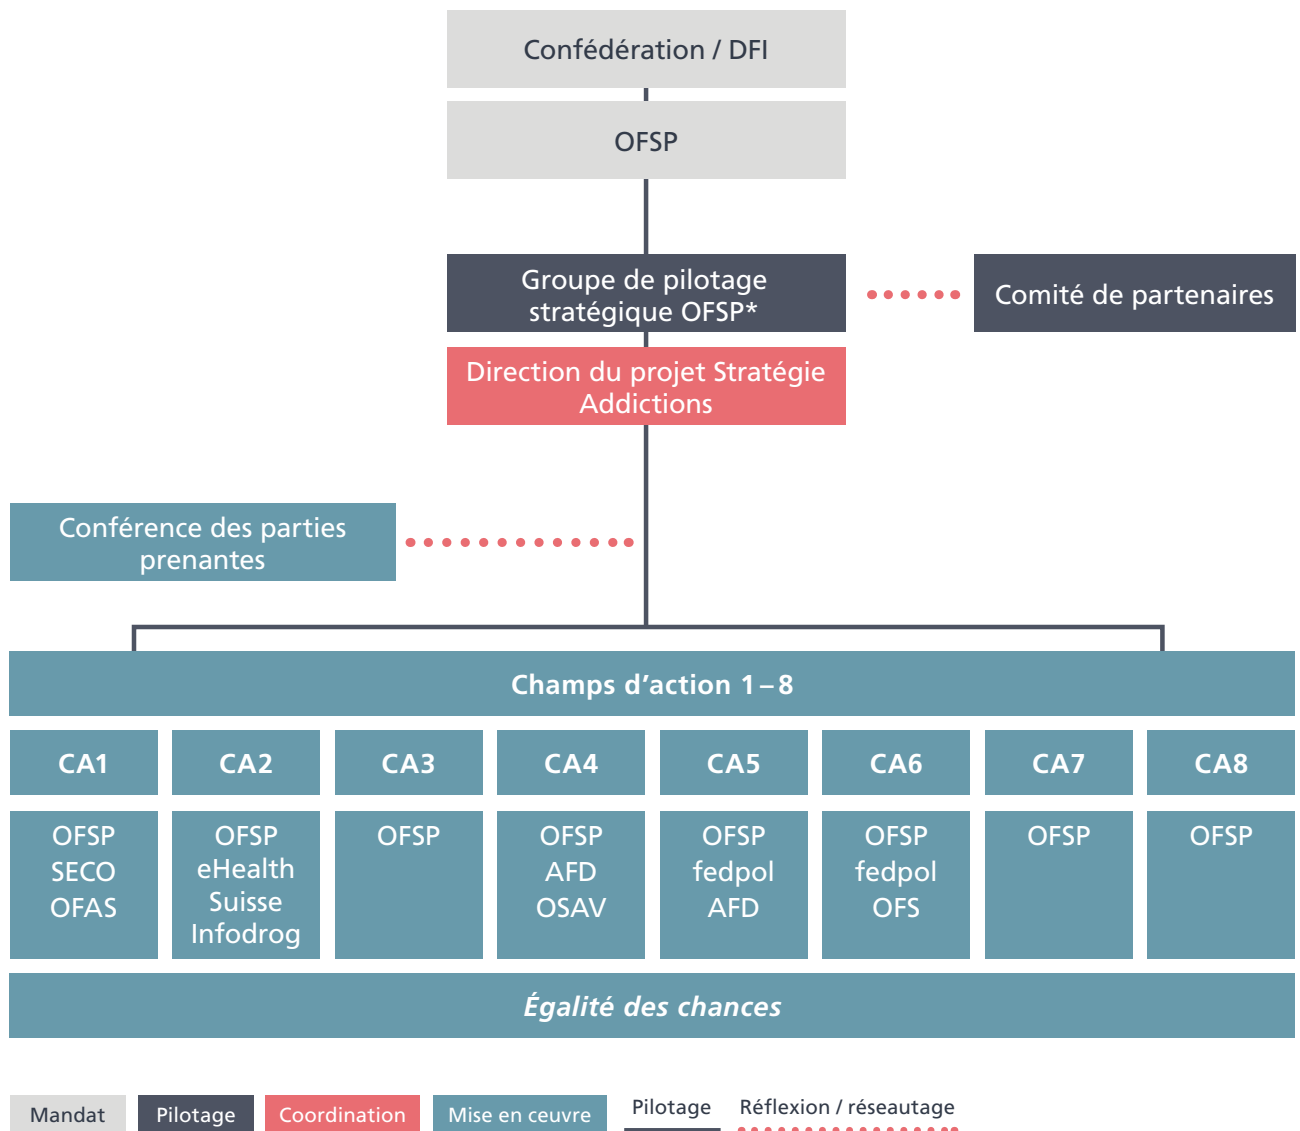 Confédération / DFI
OFSP
Groupe de pilotage
stratégique OFSP*
Comité de partenaires
Direction du projet Stratégie
Addictions
Conférence des parties
prenantes
Champs d'action 1–8
CA1
CA2
CA3
CA4
CA5
CA6
CA7
CA8
OFSP
SECO
OFAS
OFSP
eHealth
Suisse
Infodrog
OFSP
OFSP
AFD
OSAV
OFSP
fedpol
AFD
OFSP
fedpol
OFS
OFSP
OFSP
Égalité des chances
Mandat
Pilotage
Coordination
Mise en ceuvre
Pilotage
Réflexion / réseautage